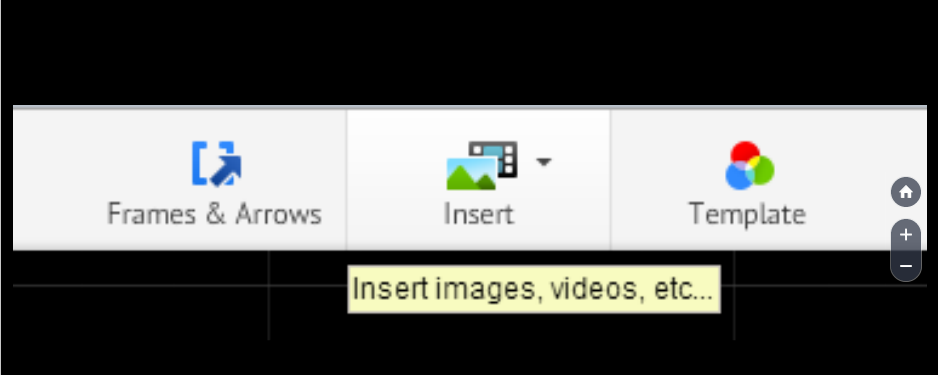 Frames & Arrows
Insert
Template
Insert images, videos, etc...